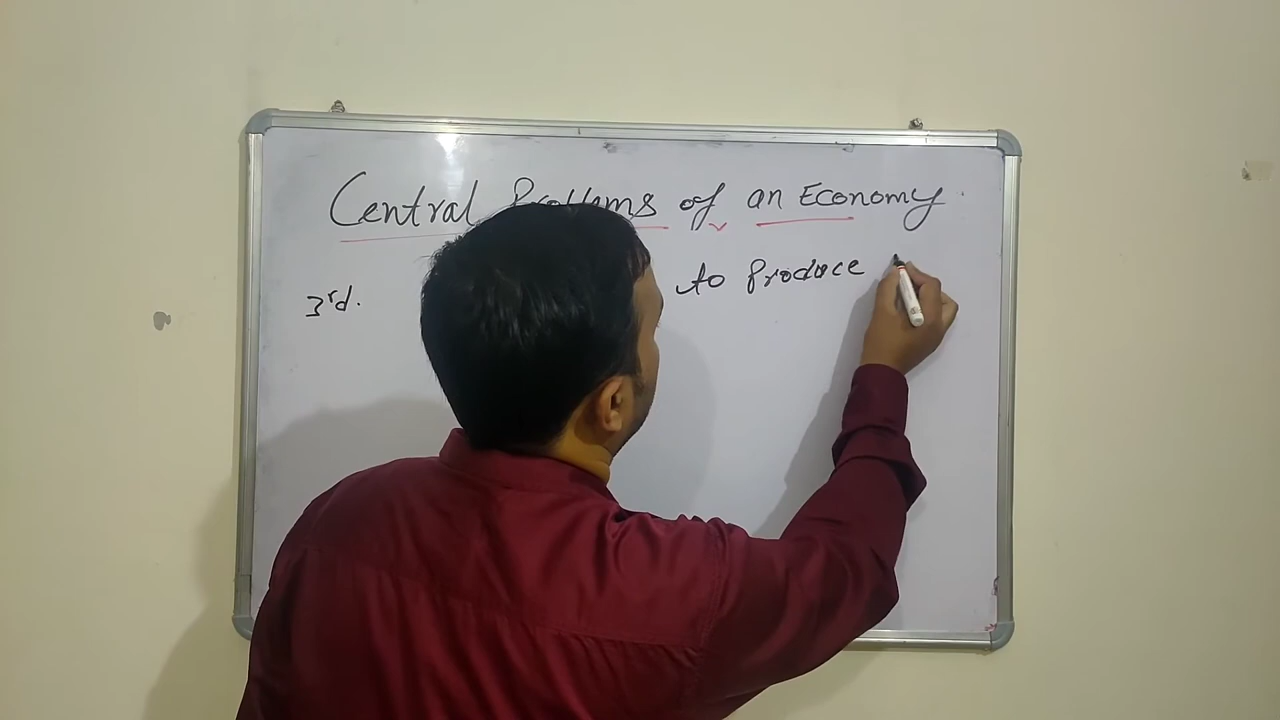 Central Problems of an Economy.
3rd. to Produce